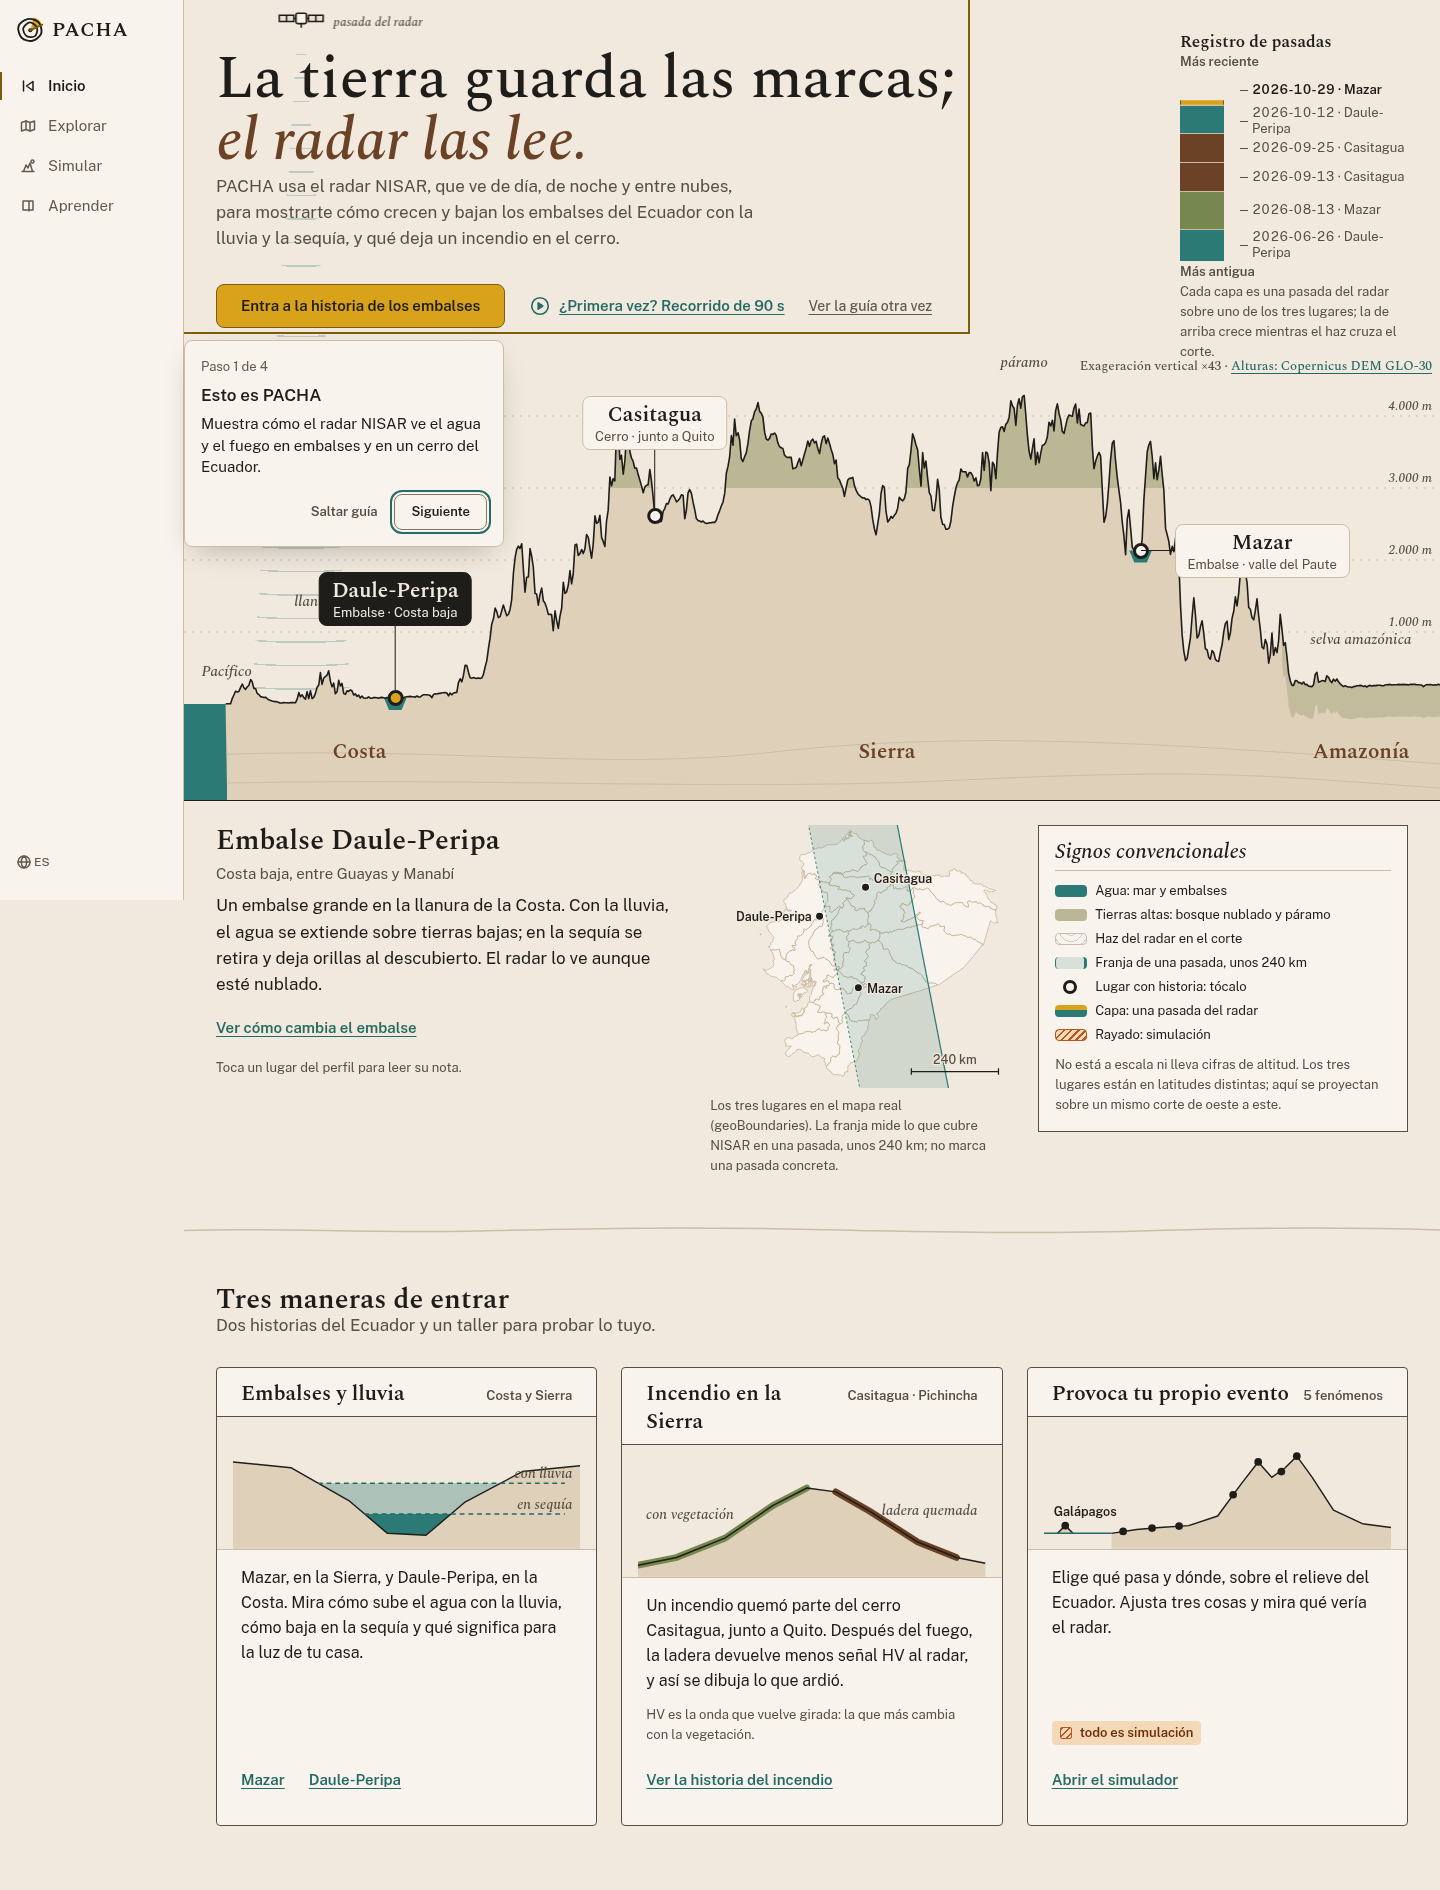 PACHA
Inicio
Explorar
Simular
Aprender
ES
pasada del radar
La tierra guarda las marcas;
el radar las lee.
PACHA usa el radar NISAR, que ve de día, de noche y entre nubes,
para mostrarte cómo crecen y bajan los embalses del Ecuador con la
lluvia y la sequía, y qué deja un incendio en el cerro.
Entra a la historia de los embalses
¿Primera vez? Recorrido de 90 s
Ver la guía otra vez
Registro de pasadas
Más reciente
2026-10-29 · Mazar
2026-10-12 · Daule-
Peripa
2026-09-25 · Casitagua
2026-09-13 · Casitagua
2026-08-13 · Mazar
2026-06-26 · Daule-
Peripa
Más antigua
Cada capa es una pasada del radar
sobre uno de los tres lugares; la de
arriba crece mientras el haz cruza el
corte.
Exageración vertical ×43 · Alturas: Copernicus DEM GLO-30
Paso 1 de 4
Esto es PACHA
Muestra cómo el radar NISAR ve el agua
y el fuego en embalses y en un cerro del
Ecuador.
Saltar guía
Siguiente
páramo
4.000 m
3.000 m
2.000 m
1.000 m
Casitagua
Cerro · junto a Quito
Mazar
Embalse · valle del Paute
Daule-Peripa
Embalse · Costa baja
selva amazónica
Pacífico
Costa
Sierra
Amazonía
Embalse Daule-Peripa
Costa baja, entre Guayas y Manabí
Un embalse grande en la llanura de la Costa. Con la lluvia,
el agua se extiende sobre tierras bajas; en la sequía se
retira y deja orillas al descubierto. El radar lo ve aunque
esté nublado.
Ver cómo cambia el embalse
Toca un lugar del perfil para leer su nota.
Casitagua
Daule-Peripa
Mazar
240 km
Los tres lugares en el mapa real
(geoBoundaries). La franja mide lo que cubre
NISAR en una pasada, unos 240 km; no marca
una pasada concreta.
Signos convencionales
Agua: mar y embalses
Tierras altas: bosque nublado y páramo
Haz del radar en el corte
Franja de una pasada, unos 240 km
Lugar con historia: tócalo
Capa: una pasada del radar
Rayado: simulación
No está a escala ni lleva cifras de altitud. Los tres
lugares están en latitudes distintas; aquí se proyectan
sobre un mismo corte de oeste a este.
Tres maneras de entrar
Dos historias del Ecuador y un taller para probar lo tuyo.
Embalses y lluvia
Costa y Sierra
con lluvia
en sequía
Mazar, en la Sierra, y Daule-Peripa, en la
Costa. Mira cómo sube el agua con la lluvia,
cómo baja en la sequía y qué significa para
la luz de tu casa.
Mazar
Daule-Peripa
Incendio en la
Sierra
Casitagua · Pichincha
con vegetación
ladera quemada
Un incendio quemó parte del cerro
Casitagua, junto a Quito. Después del fuego,
la ladera devuelve menos señal HV al radar,
y así se dibuja lo que ardió.
HV es la onda que vuelve girada: la que más cambia
con la vegetación.
Ver la historia del incendio
Provoca tu propio evento
5 fenómenos
Galápagos
Elige qué pasa y dónde, sobre el relieve del
Ecuador. Ajusta tres cosas y mira qué vería
el radar.
todo es simulación
Abrir el simulador